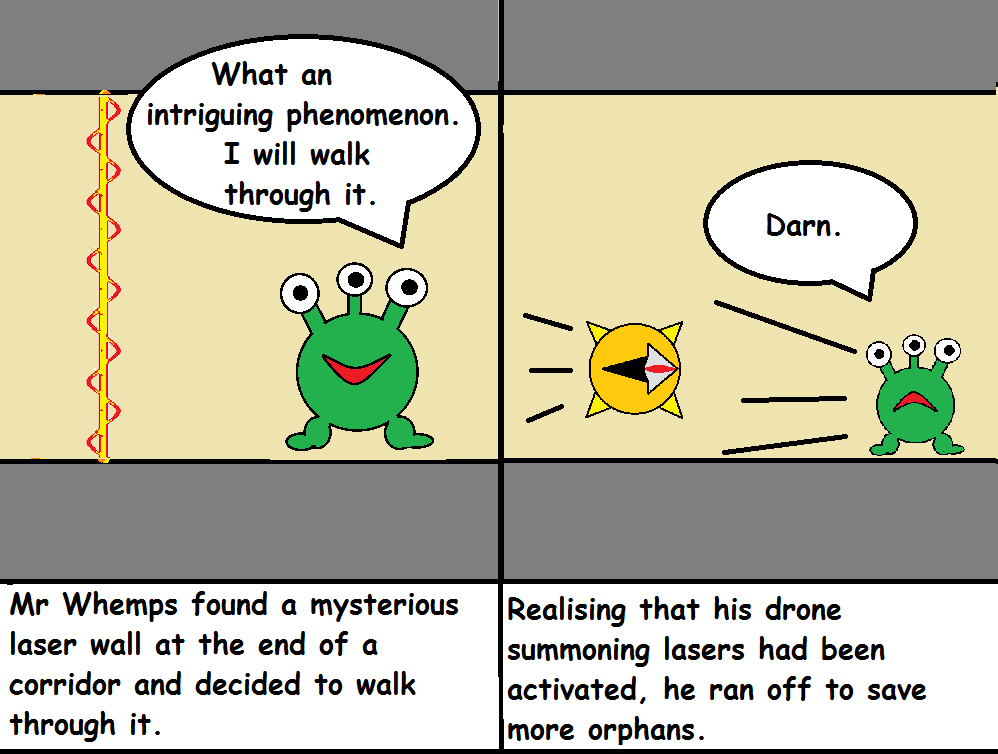 What an
intriguing phenomenon.
I will walk
through it.
Darn.
Mr Whemps found a mysterious
laser wall at the end of a
corridor and decided to walk
through it.
Realising that his drone
summoning lasers had been
activated, he ran off to save
more orphans.